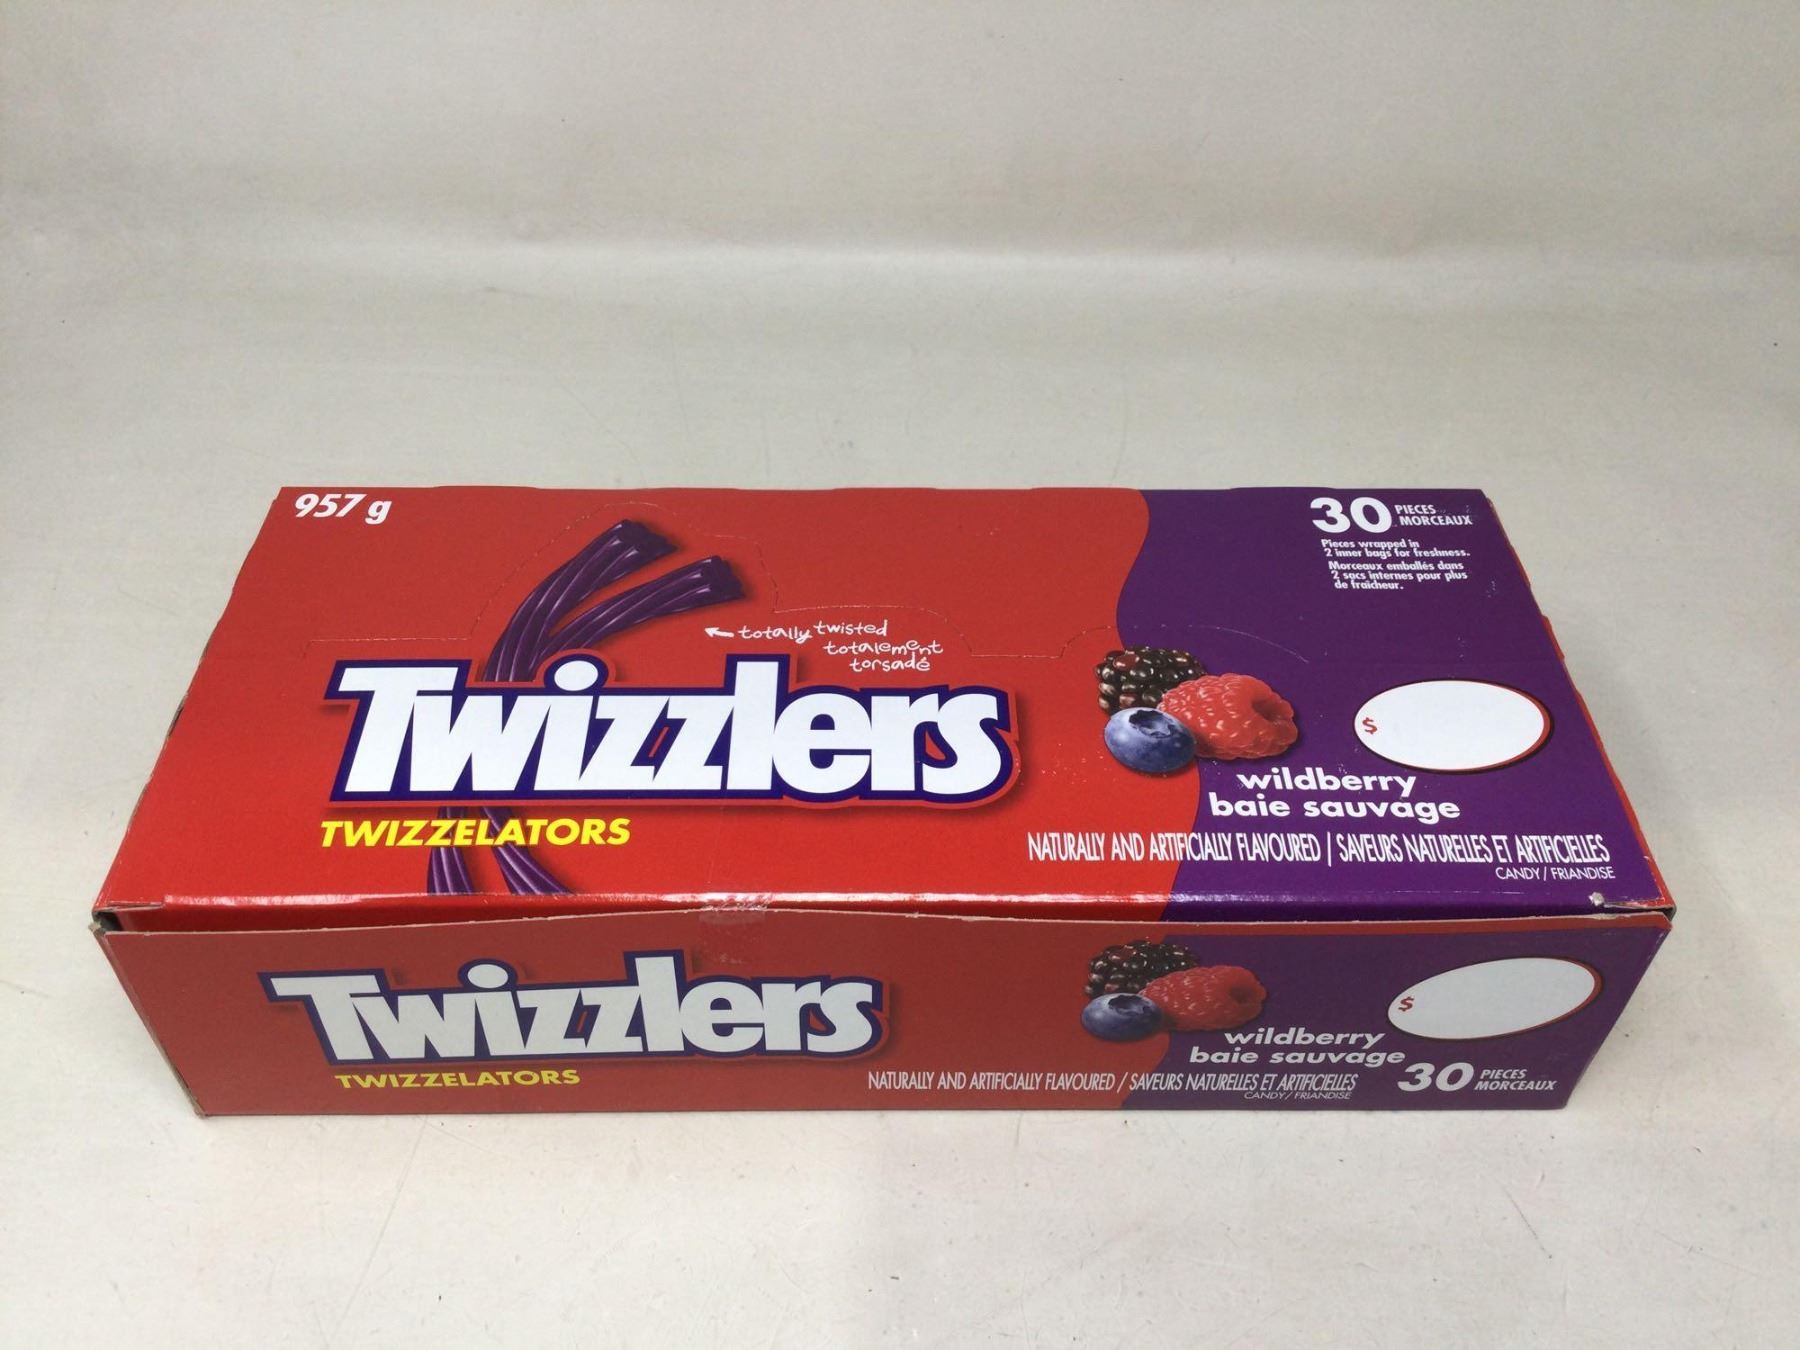 957 g
30 PIECES
MORCEAUX
Pieces wrapped in
2 inner bags for freshness.
Morceaux emballés dans
2 sacs internes pour plus
de fraîcheur.
totally twisted
totalement
torsadé
Twizzlers
TWIZZELATORS
$
wildberry
baie sauvage
NATURALLY AND ARTIFICIALLY FLAVOURED / SAVEURS NATURELLES ET ARTIFICIELLES
CANDY / FRIANDISE
Twizzlers
TWIZZELATORS
$
wildberry
baie sauvage
NATURALLY AND ARTIFICIALLY FLAVOURED / SAVEURS NATURELLES ET ARTIFICIELLES
CANDY / FRIANDISE
30 PIECES
MORCEAUX